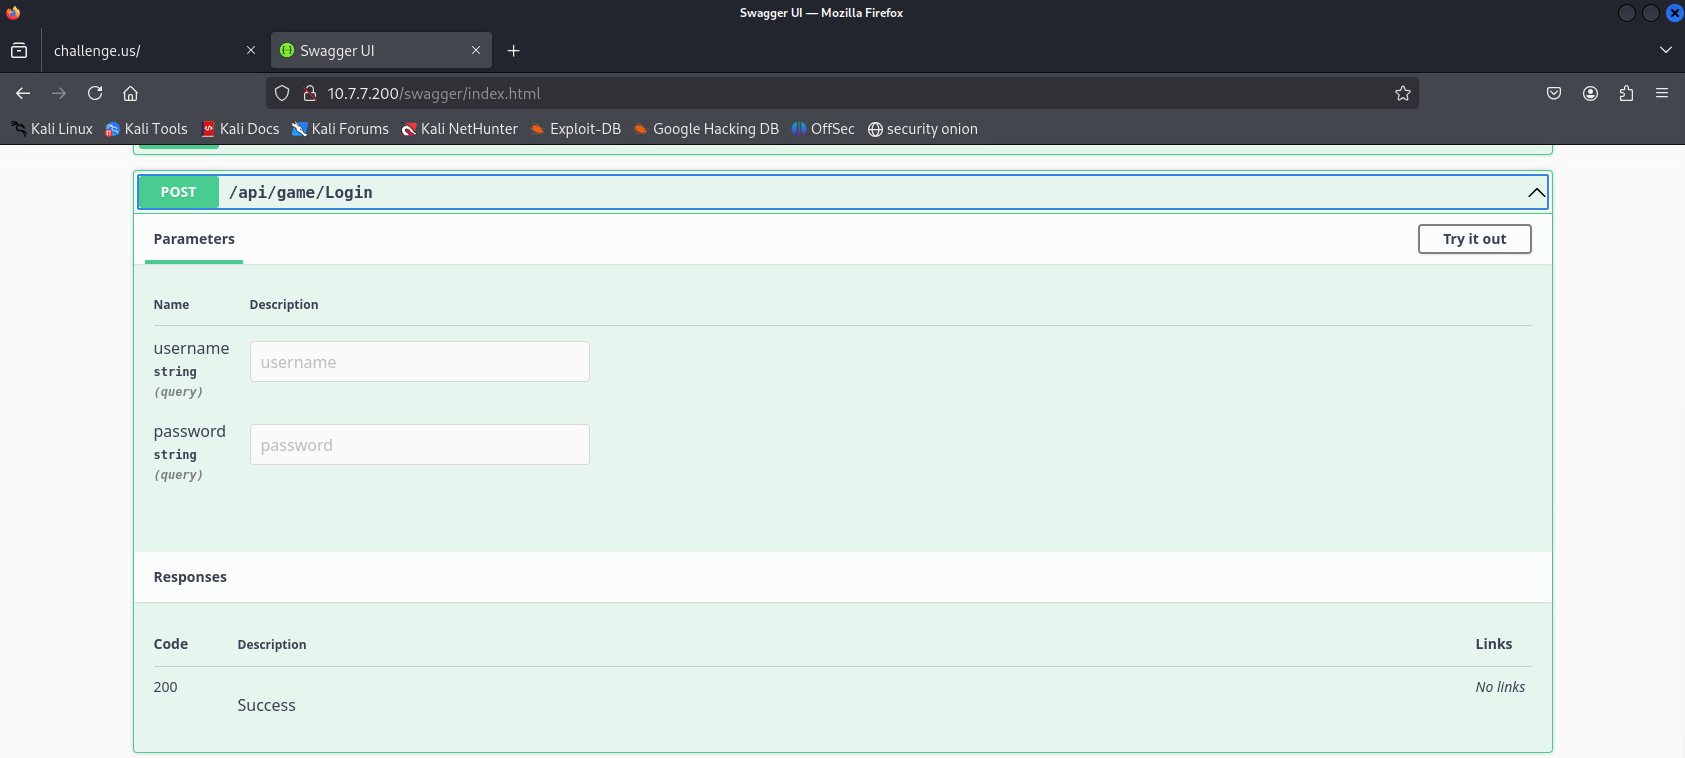 Swagger UI — Mozilla Firefox
challenge.us/
Swagger UI
10.7.7.200/swagger/index.html
Kali Linux Kali Tools Kali Docs Kali Forums Kali NetHunter Exploit-DB Google Hacking DB OffSec security onion
POST /api/game/Login
Parameters Try it out
Name Description
username username
string
(query)
password password
string
(query)
Responses
Code Description Links
200 No links
Success